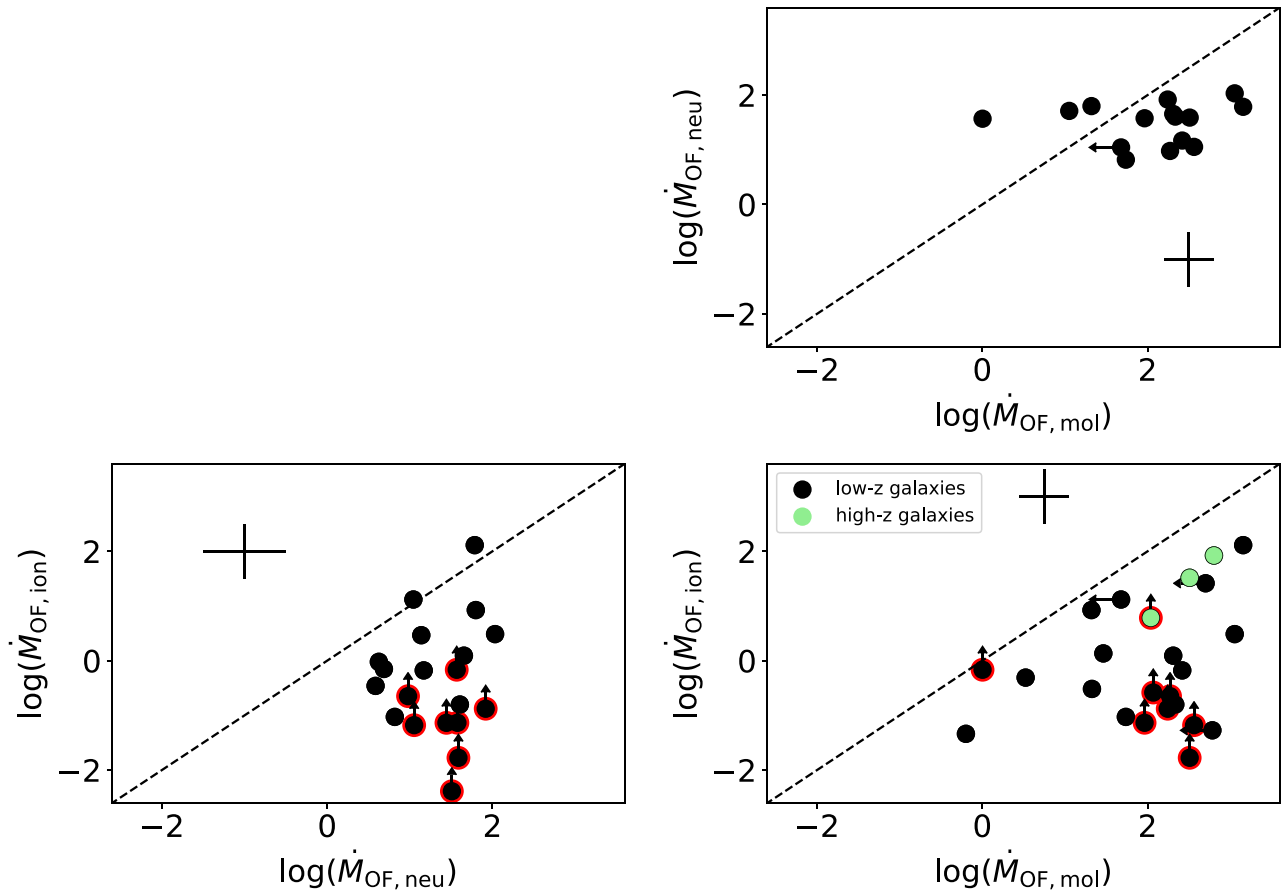 log(Ṁ_OF, neu)
2
0
−2
−2 0 2
log(Ṁ_OF, mol)
log(Ṁ_OF, ion)
2
0
−2
−2 0 2
log(Ṁ_OF, neu)
low-z galaxies
high-z galaxies
log(Ṁ_OF, ion)
2
0
−2
−2 0 2
log(Ṁ_OF, mol)